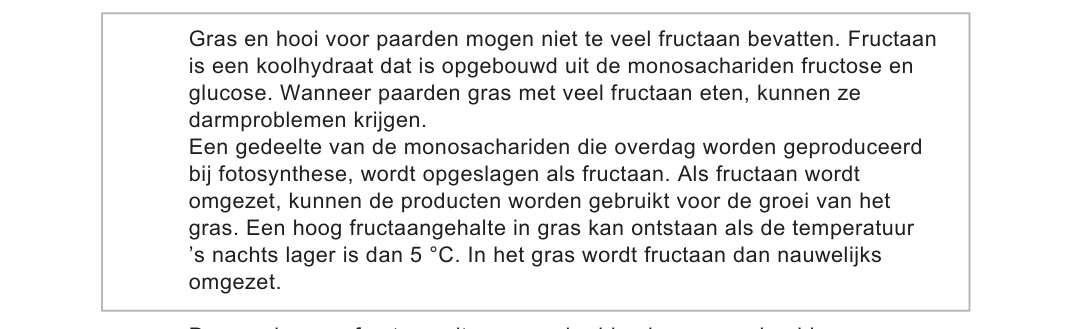 Gras en hooi voor paarden mogen niet te veel fructaan bevatten. Fructaan
is een koolhydraat dat is opgebouwd uit de monosachariden fructose en
glucose. Wanneer paarden gras met veel fructaan eten, kunnen ze
darmproblemen krijgen.
Een gedeelte van de monosachariden die overdag worden geproduceerd
bij fotosynthese, wordt opgeslagen als fructaan. Als fructaan wordt
omgezet, kunnen de producten worden gebruikt voor de groei van het
gras. Een hoog fructaangehalte in gras kan ontstaan als de temperatuur
’s nachts lager is dan 5 °C. In het gras wordt fructaan dan nauwelijks
omgezet.